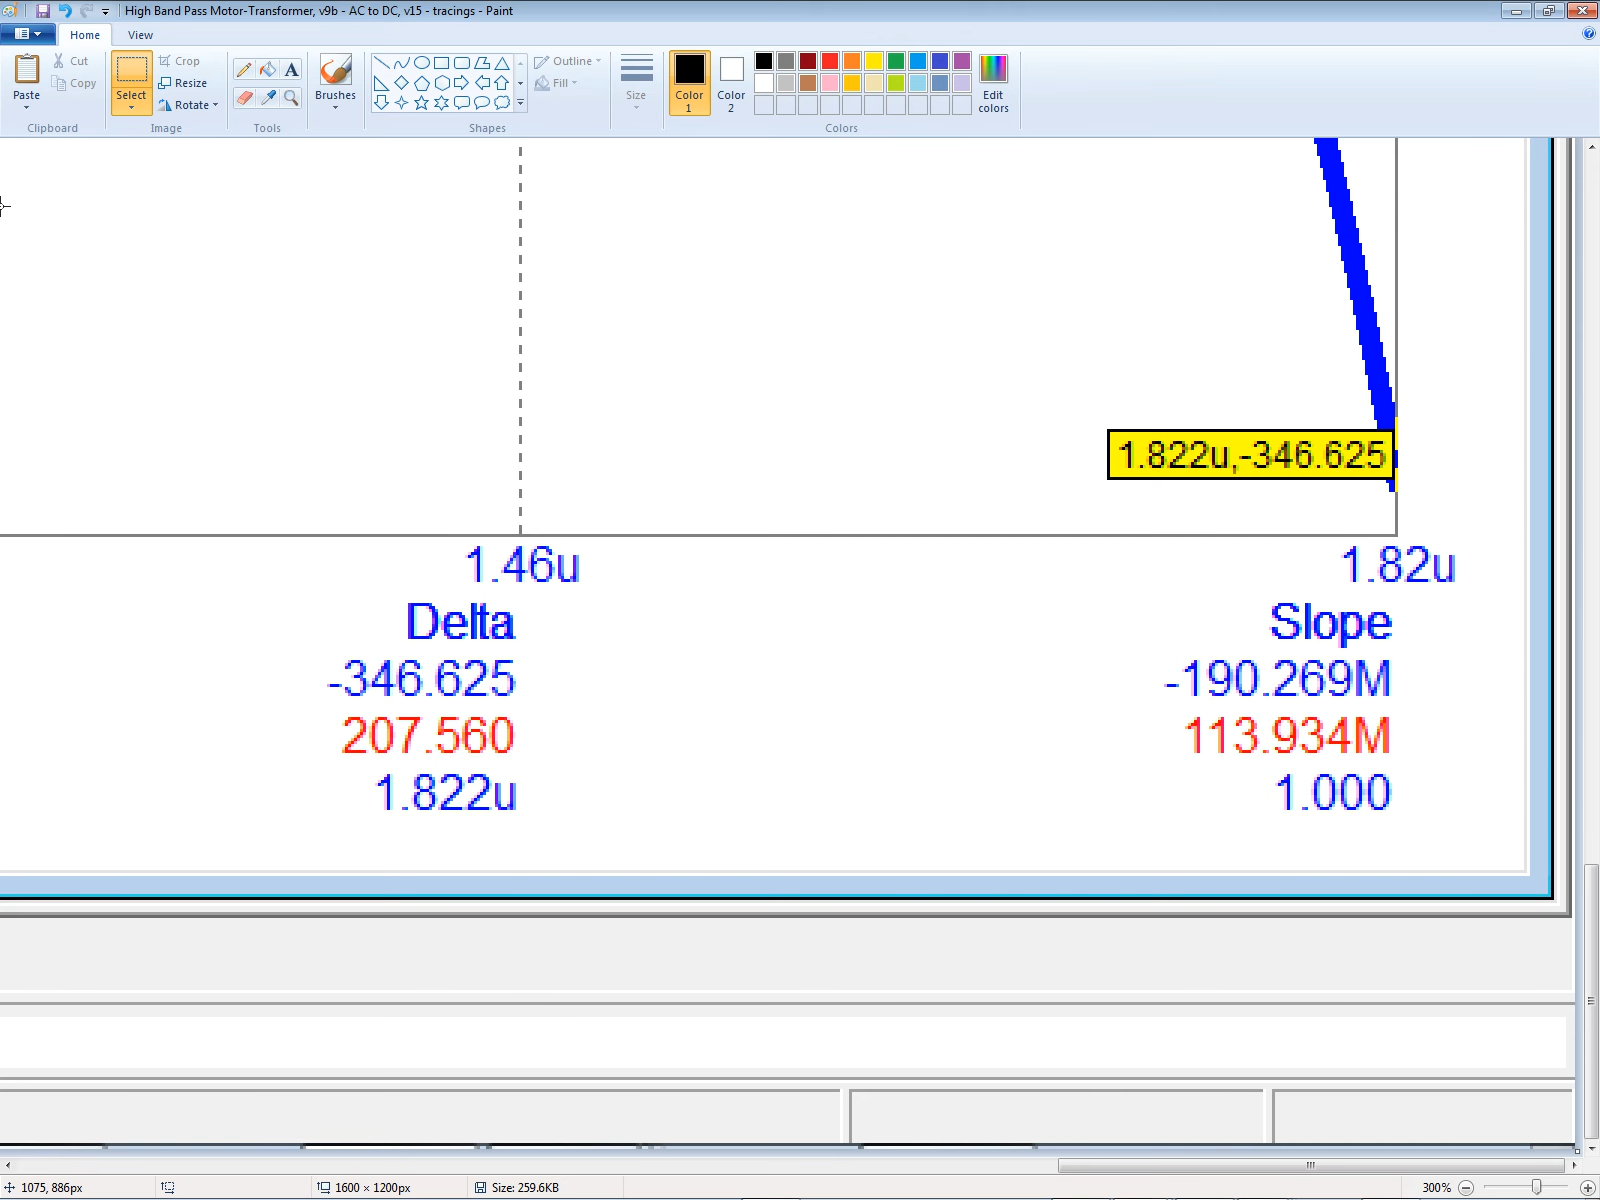 High Band Pass Motor-Transformer, v9b - AC to DC, v15 - tracings - Paint
Home View
Paste Cut Copy Clipboard
Select Crop Resize Rotate Image
A
Tools
Brushes
Shapes
Outline
Fill
Size
Color 1
Color 2
Edit colors
Colors
1.822u,-346.625
1.46u 1.82u
Delta Slope
-346.625 -190.269M
207.560 113.934M
1.822u 1.000
1075, 886px 1600 × 1200px Size: 259.6KB 300%